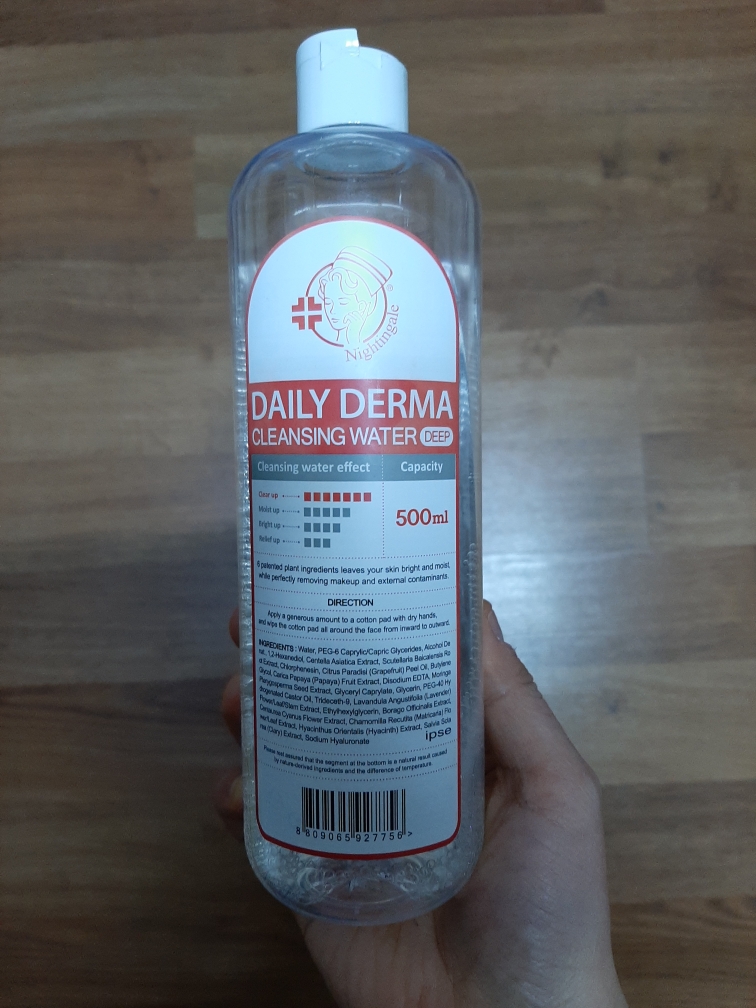 Nightingale
®
DAILY DERMA
CLEANSING WATER DEEP
Cleansing water effect Capacity
Clear up
Moist up
Bright up
Relief up
500ml
6 patented plant ingredients leaves your skin bright and moist,
while perfectly removing makeup and external contaminants.
DIRECTION
Apply a generous amount to a cotton pad with dry hands,
and wipe the cotton pad all around the face from inward to outward.
INGREDIENTS : Water, PEG-6 Caprylic/Capric Glycerides, Alcohol De
nat., 1,2-Hexanediol, Centella Asiatica Extract, Scutellaria Baicalensis Ro
ot Extract, Chlorphenesin, Citrus Paradisi (Grapefruit) Peel Oil, Butylene
Glycol, Carica Papaya (Papaya) Fruit Extract, Disodium EDTA, Moringa
Pterygosperma Seed Extract, Glyceryl Caprylate, Glycerin, PEG-40 Hy
drogenated Castor Oil, Trideceth-9, Lavandula Angustifolia (Lavender)
Flower/Leaf/Stem Extract, Ethylhexylglycerin, Borago Officinalis Extract,
Centaurea Cyanus Flower Extract, Chamomilla Recutita (Matricaria) Flo
wer/Leaf Extract, Hyacinthus Orientalis (Hyacinth) Extract, Salvia Scla
rea (Clary) Extract, Sodium Hyaluronate
ipse
Please rest assured that the segment at the bottom is a natural result caused
by nature-derived ingredients and the difference of temperature.
8 809065 927756 >